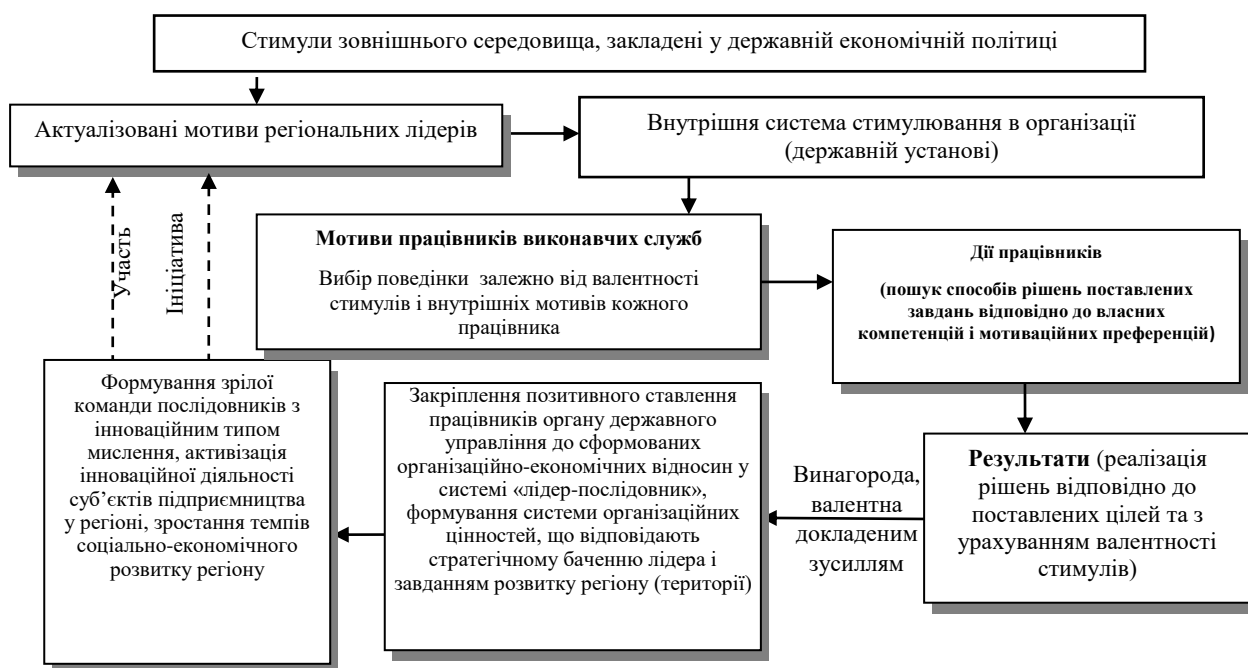 Стимули зовнішнього середовища, закладені у державній економічній політиці
Актуалізовані мотиви регіональних лідерів
Внутрішня система стимулювання в організації
(державній установі)
Участь
Ініціатива
Мотиви працівників виконавчих служб
Вибір поведінки залежно від валентності
стимулів і внутрішніх мотивів кожного
працівника
Дії працівників
(пошук способів рішень поставлених
завдань відповідно до власних
компетенцій і мотиваційних преференцій)
Формування зрілої
команди послідовників з
інноваційним типом
мислення, активізація
інноваційної діяльності
суб’єктів підприємництва
у регіоні, зростання темпів
соціально-економічного
розвитку регіону
Закріплення позитивного ставлення
працівників органу державного
управління до сформованих
організаційно-економічних відносин у
системі «лідер-послідовник»,
формування системи організаційних
цінностей, що відповідають
стратегічному баченню лідера і
завданням розвитку регіону (території)
Винагорода,
валентна
докладеним
зусиллям
Результати (реалізація
рішень відповідно до
поставлених цілей та з
урахуванням валентності
стимулів)